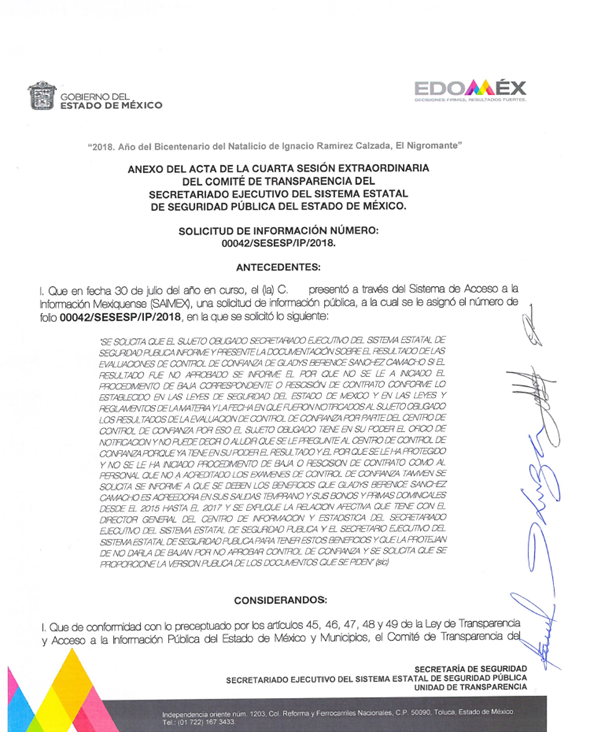 GOBIERNO DEL
ESTADO DE MÉXICO
EDOMÉX
DECISIONES FIRMES, RESULTADOS FUERTES.
"2018. Año del Bicentenario del Natalicio de Ignacio Ramírez Calzada, El Nigromante"
ANEXO DEL ACTA DE LA CUARTA SESIÓN EXTRAORDINARIA
DEL COMITÉ DE TRANSPARENCIA DEL
SECRETARIADO EJECUTIVO DEL SISTEMA ESTATAL
DE SEGURIDAD PÚBLICA DEL ESTADO DE MÉXICO.
SOLICITUD DE INFORMACIÓN NÚMERO:
00042/SESESP/IP/2018.
ANTECEDENTES:
I. Que en fecha 30 de julio del año en curso, el (la) C. presentó a través del Sistema de Acceso a la
Información Mexiquense (SAIMEX), una solicitud de información pública, a la cual se le asignó el número de
folio 00042/SESESP/IP/2018, en la que se solicitó lo siguiente:
"SE SOLICITA QUE EL SUJETO OBLIGADO SECRETARIADO EJECUTIVO DEL SISTEMA ESTATAL DE
SEGURIDAD PUBLICA INFORME Y PRESENTE LA DOCUMENTACIÓN SOBRE EL RESULTADO DE LAS
EVALUACIONES DE CONTROL DE CONFIANZA DE GLADYS BERENICE SANCHEZ CAMACHO SI EL
RESULTADO FUE NO APROBADO SE INFORME EL POR QUE NO SE LE A INICIADO EL
PROCEDIMIENTO DE BAJA CORRESPONDIENTE O RESCISIÓN DE CONTRATO CONFORME LO
ESTABLECIDO EN LAS LEYES DE SEGURIDAD DEL ESTADO DE MEXICO Y EN LAS LEYES Y
REGLAMENTOS DE LA MATERIA Y LA FECHA EN QUE FUERON NOTIFICADOS AL SUJETO OBLIGADO
LOS RESULTADOS DE LA EVALUACION DE CONTROL DE CONFIANZA POR PARTE DEL CENTRO DE
CONTROL DE CONFIANZA POR ESO EL SUJETO OBLIGADO TIENE EN SU PODER EL OFICIO DE
NOTIFICACIÓN Y NO PUEDE DECIR O ALUDIR QUE SE LE PREGUNTE AL CENTRO DE CONTROL DE
CONFIANZA PORQUE YA TIENE EN SU PODER EL RESULTADO Y EL POR QUE SE LE HA PROTEGIDO
Y NO SE LE HA INICIADO PROCEDIMIENTO DE BAJA O RESCISION DE CONTRATO COMO AL
PERSONAL QUE NO A ACREDITADO LOS EXAMENES DE CONTROL DE CONFIANZA TAMVIEN SE
SOLICITA SE INFORME A QUE SE DEBEN LOS BENEFICIOS QUE GLADYS BERENICE SANCHEZ
CAMACHO ES ACREEDORA EN SUS SALIDAS TEMPRANO Y SUS BONOS Y PRIMAS DOMINICALES
DESDE EL 2015 HASTA EL 2017 Y SE EXPLIQUE LA RELACION AFECTIVA QUE TIENE CON EL
DIRECTOR GENERAL DEL CENTRO DE INFORMACION Y ESTADISTICA DEL SECRETARIADO
EJECUTIVO DEL SISTEMA ESTATAL DE SEGURIDAD PUBLICA Y EL SECRETARIO EJECUTIVO DEL
SISTEMA ESTATAL DE SEGURIDAD PUBLICA PARA TENER ESTOS BENEFICIOS Y QUE LA PROTEJAN
DE NO DARLA DE BAJAN POR NO APROBAR CONTROL DE CONFIANZA Y SE SOLICITA QUE SE
PROPORCIONE LA VERSION PUBLICA DE LOS DOCUMENTOS QUE SE PIDEN" (sic)
CONSIDERANDOS:
I. Que de conformidad con lo preceptuado por los artículos 45, 46, 47, 48 y 49 de la Ley de Transparencia
y Acceso a la Información Pública del Estado de México y Municipios, el Comité de Transparencia del
SECRETARÍA DE SEGURIDAD
SECRETARIADO EJECUTIVO DEL SISTEMA ESTATAL DE SEGURIDAD PÚBLICA
UNIDAD DE TRANSPARENCIA
Independencia oriente núm. 1203, Col. Reforma y Ferrocarriles Nacionales, C.P. 50090, Toluca, Estado de México.
Tel.: (01 722) 167 3433.